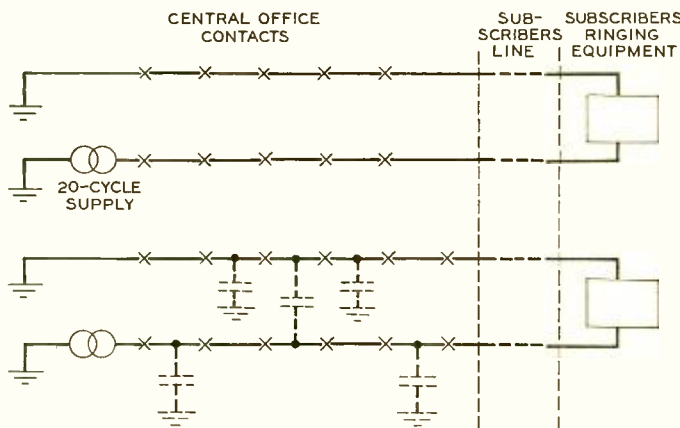 CENTRAL OFFICE
CONTACTS
SUB-
SCRIBERS
LINE
SUBSCRIBERS
RINGING
EQUIPMENT
20-CYCLE
SUPPLY